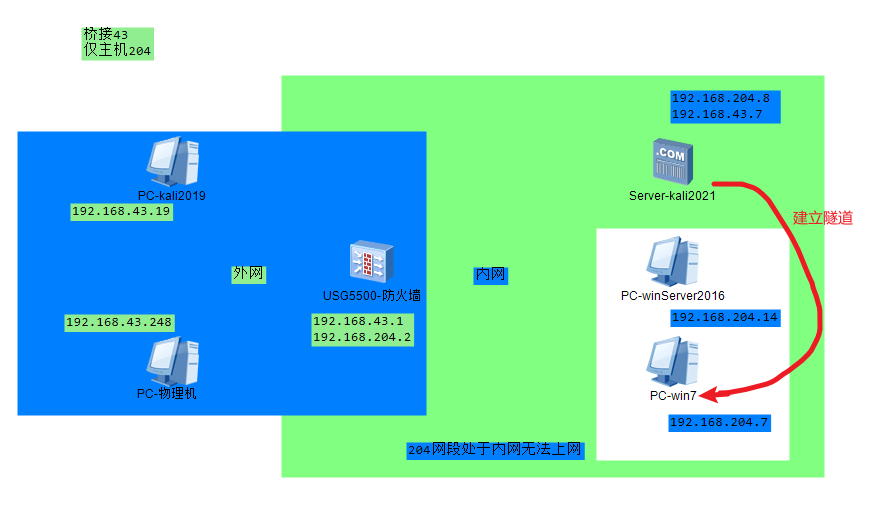 桥接43
仅主机204
192.168.204.8
192.168.43.7
.COM
PC-kali2019
Server-kali2021
192.168.43.19
建立隧道
外网
内网
USG5500-防火墙
PC-winServer2016
192.168.43.248
192.168.43.1
192.168.204.2
192.168.204.14
PC-物理机
PC-win7
192.168.204.7
204网段处于内网无法上网